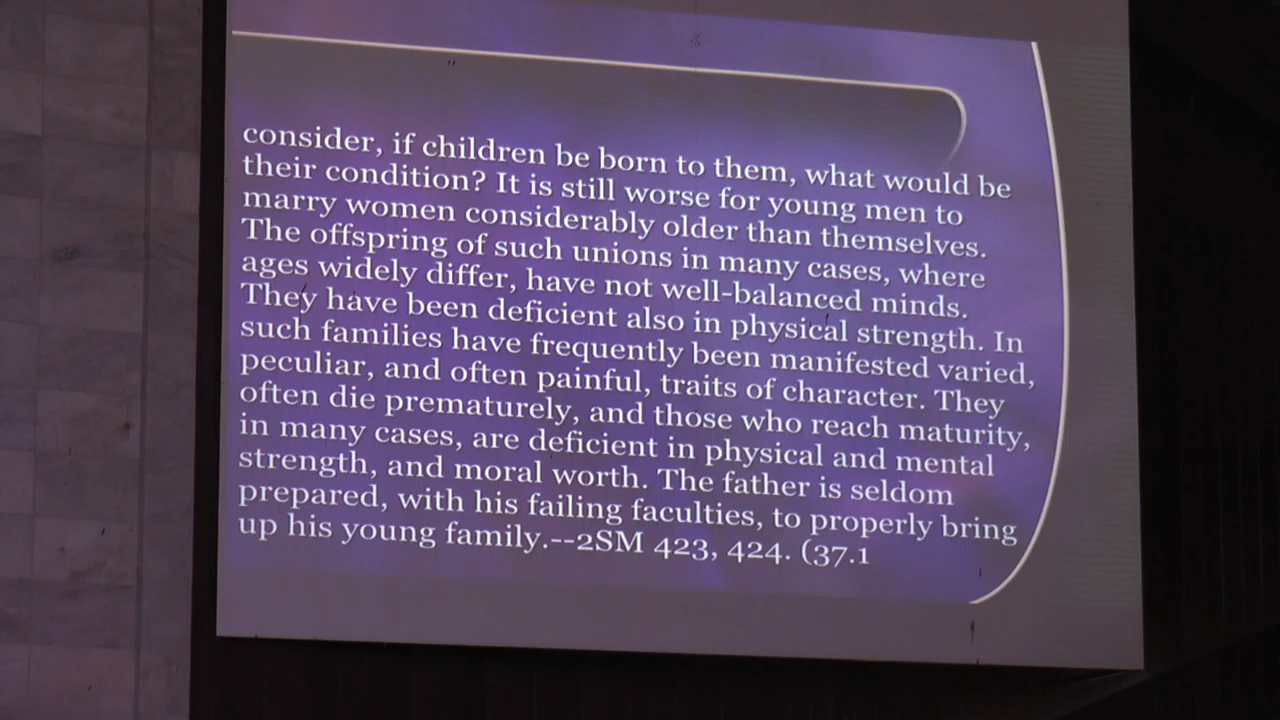 consider, if children be born to them, what would be
their condition? It is still worse for young men to
marry women considerably older than themselves.
The offspring of such unions in many cases, where
ages widely differ, have not well-balanced minds.
They have been deficient also in physical strength. In
such families have frequently been manifested varied,
peculiar, and often painful, traits of character. They
often die prematurely, and those who reach maturity,
in many cases, are deficient in physical and mental
strength, and moral worth. The father is seldom
prepared, with his failing faculties, to properly bring
up his young family.--2SM 423, 424. (37.1